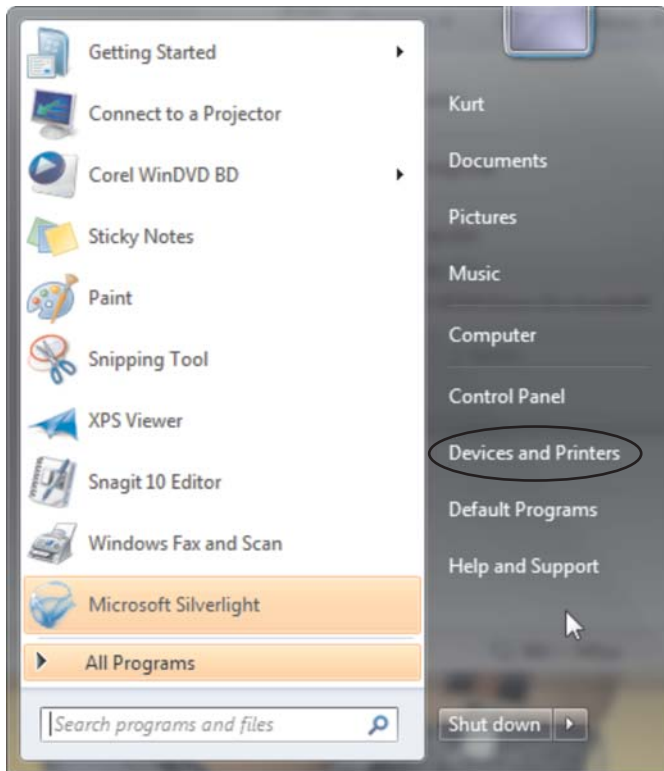 Getting Started
Connect to a Projector
Corel WinDVD BD
Sticky Notes
Paint
Snipping Tool
XPS Viewer
Snagit 10 Editor
Windows Fax and Scan
Microsoft Silverlight
All Programs
Search programs and files
Kurt
Documents
Pictures
Music
Computer
Control Panel
Devices and Printers
Default Programs
Help and Support
Shut down